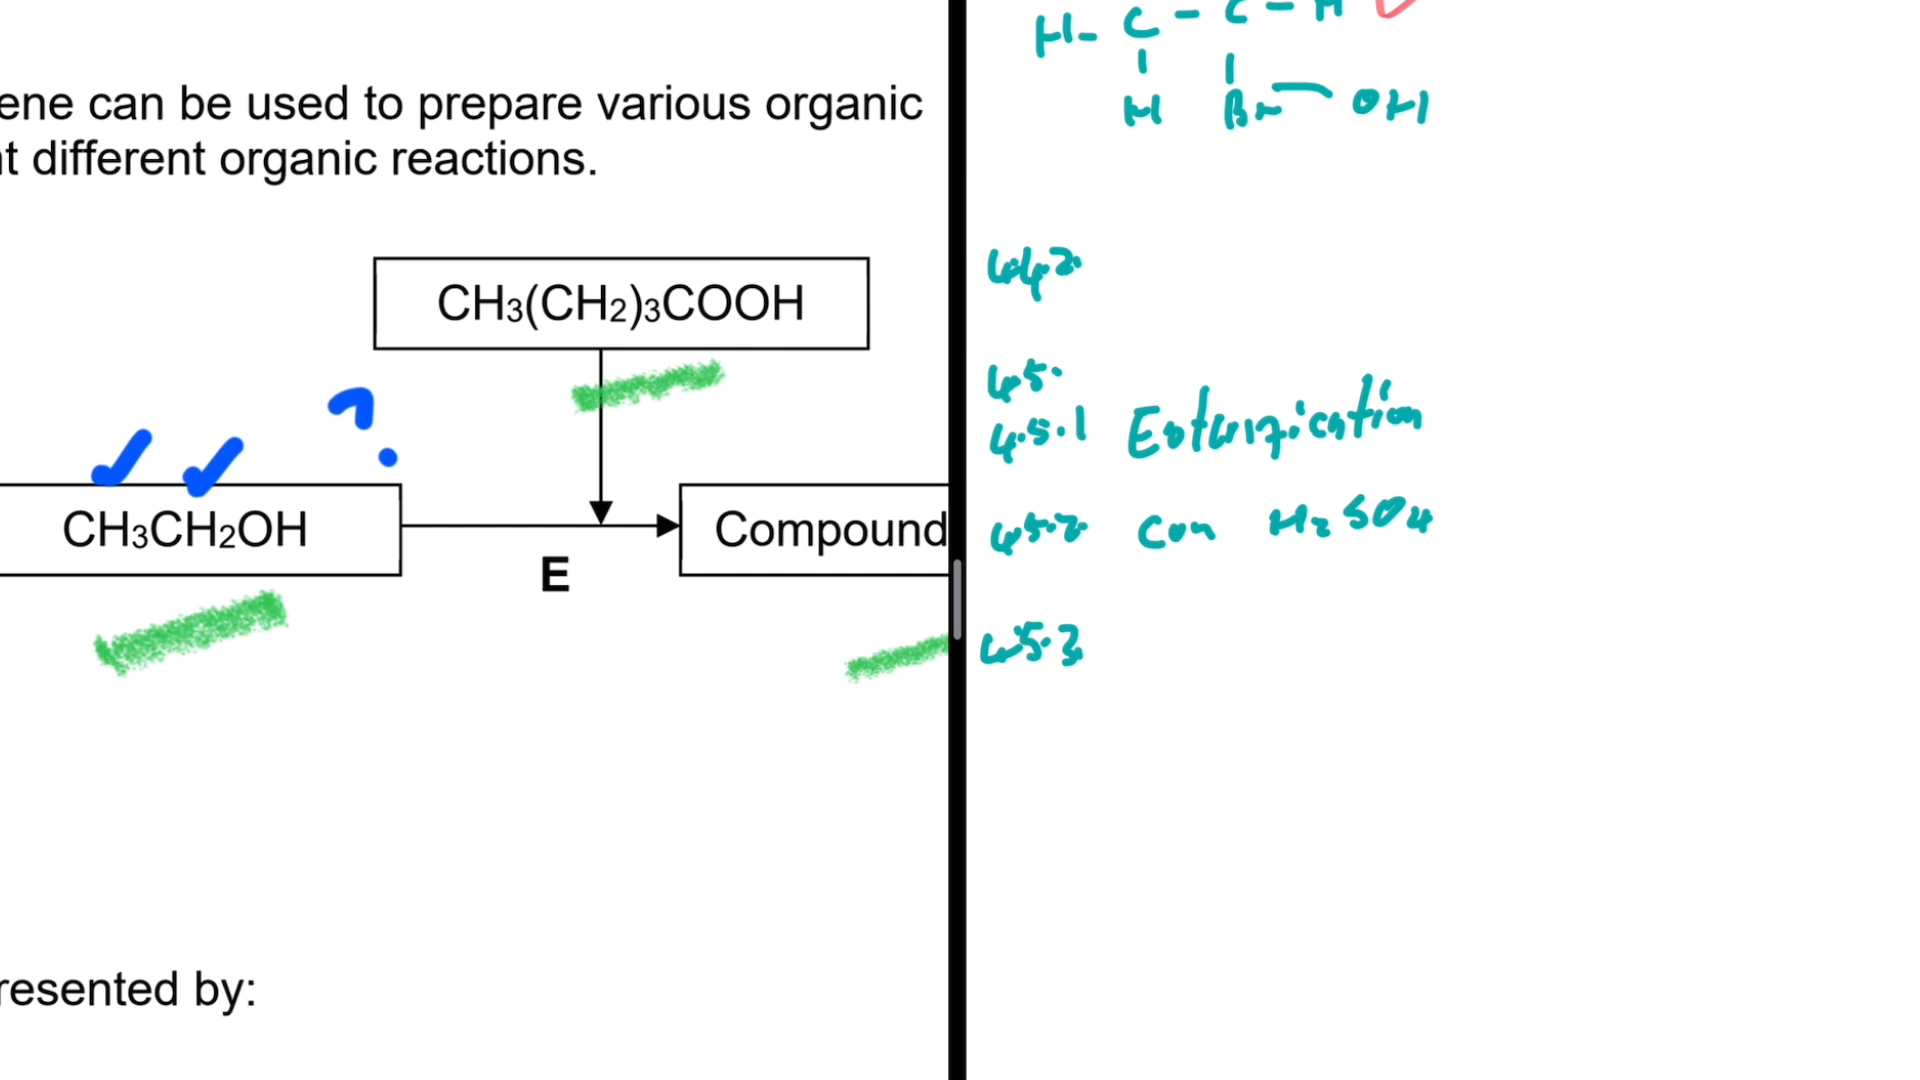 ene can be used to prepare various organic
t different organic reactions.
CH₃(CH₂)₃COOH
?
CH₃CH₂OH
E
Compound
resented by:
H - C - C - H
H Br OH
4.4.2.
4.5.
4.5.1 Esterification
4.5.2 Con H₂SO₄
4.5.3